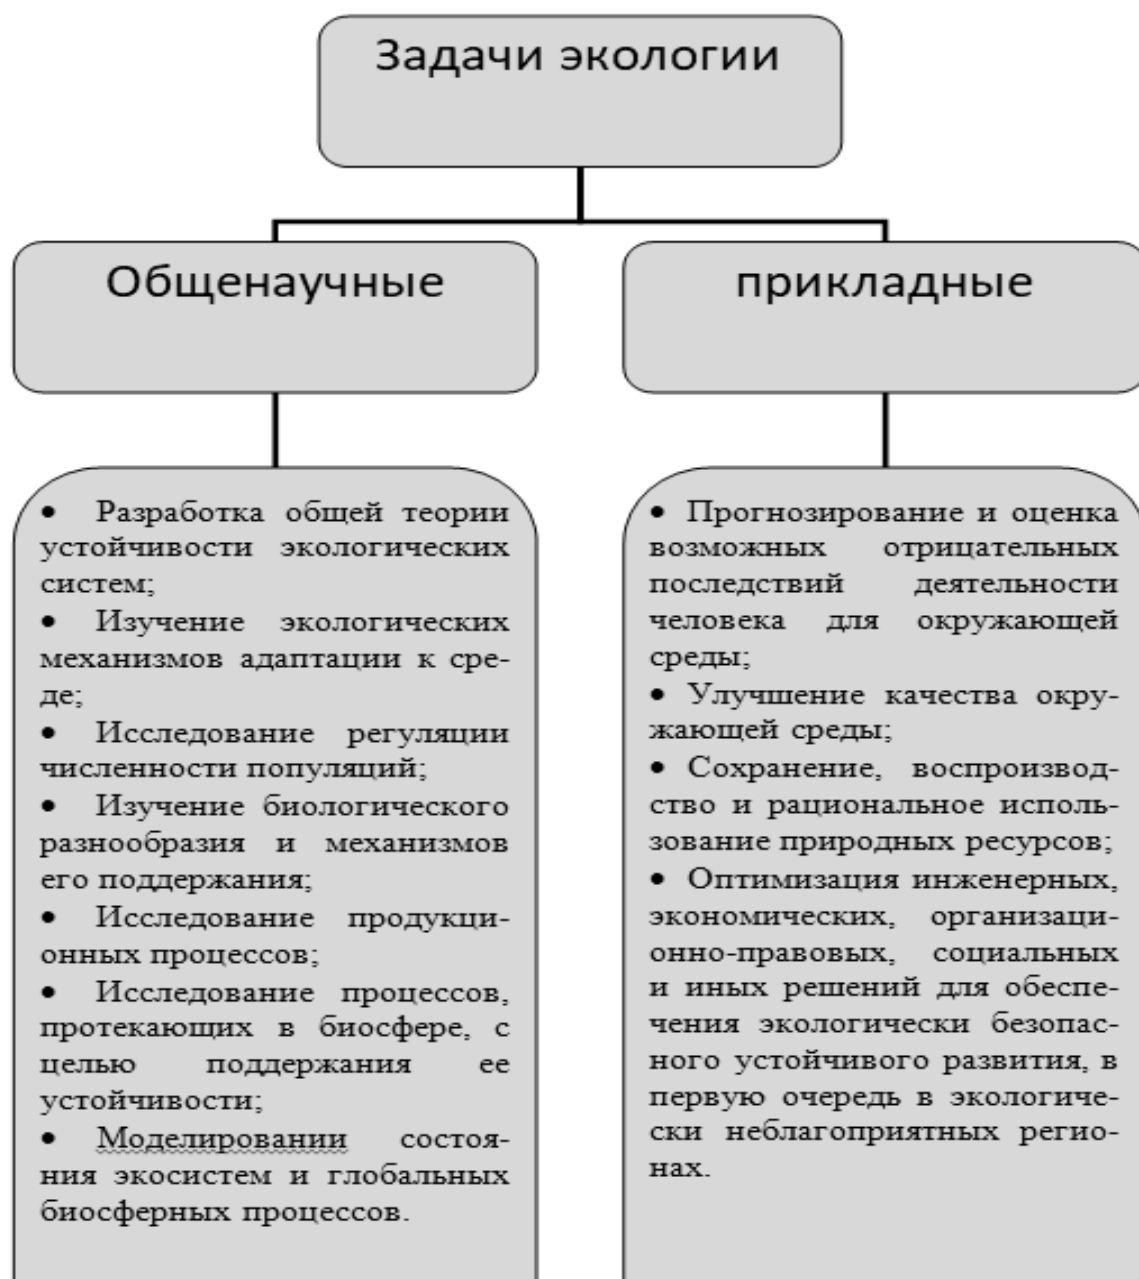 Задачи экологии
Общенаучные
прикладные
• Разработка общей теории
устойчивости экологических
систем;
• Изучение экологических
механизмов адаптации к сре-
де;
• Исследование регуляции
численности популяций;
• Изучение биологического
разнообразия и механизмов
его поддержания;
• Исследование продукци-
онных процессов;
• Исследование процессов,
протекающих в биосфере, с
целью поддержания ее
устойчивости;
• Моделировании состоя-
ния экосистем и глобальных
биосферных процессов.
• Прогнозирование и оценка
возможных отрицательных
последствий деятельности
человека для окружающей
среды;
• Улучшение качества окру-
жающей среды;
• Сохранение, воспроизвод-
ство и рациональное исполь-
зование природных ресурсов;
• Оптимизация инженерных,
экономических, организаци-
онно-правовых, социальных
и иных решений для обеспе-
чения экологически безопас-
ного устойчивого развития, в
первую очередь в экологиче-
ски неблагоприятных регио-
нах.